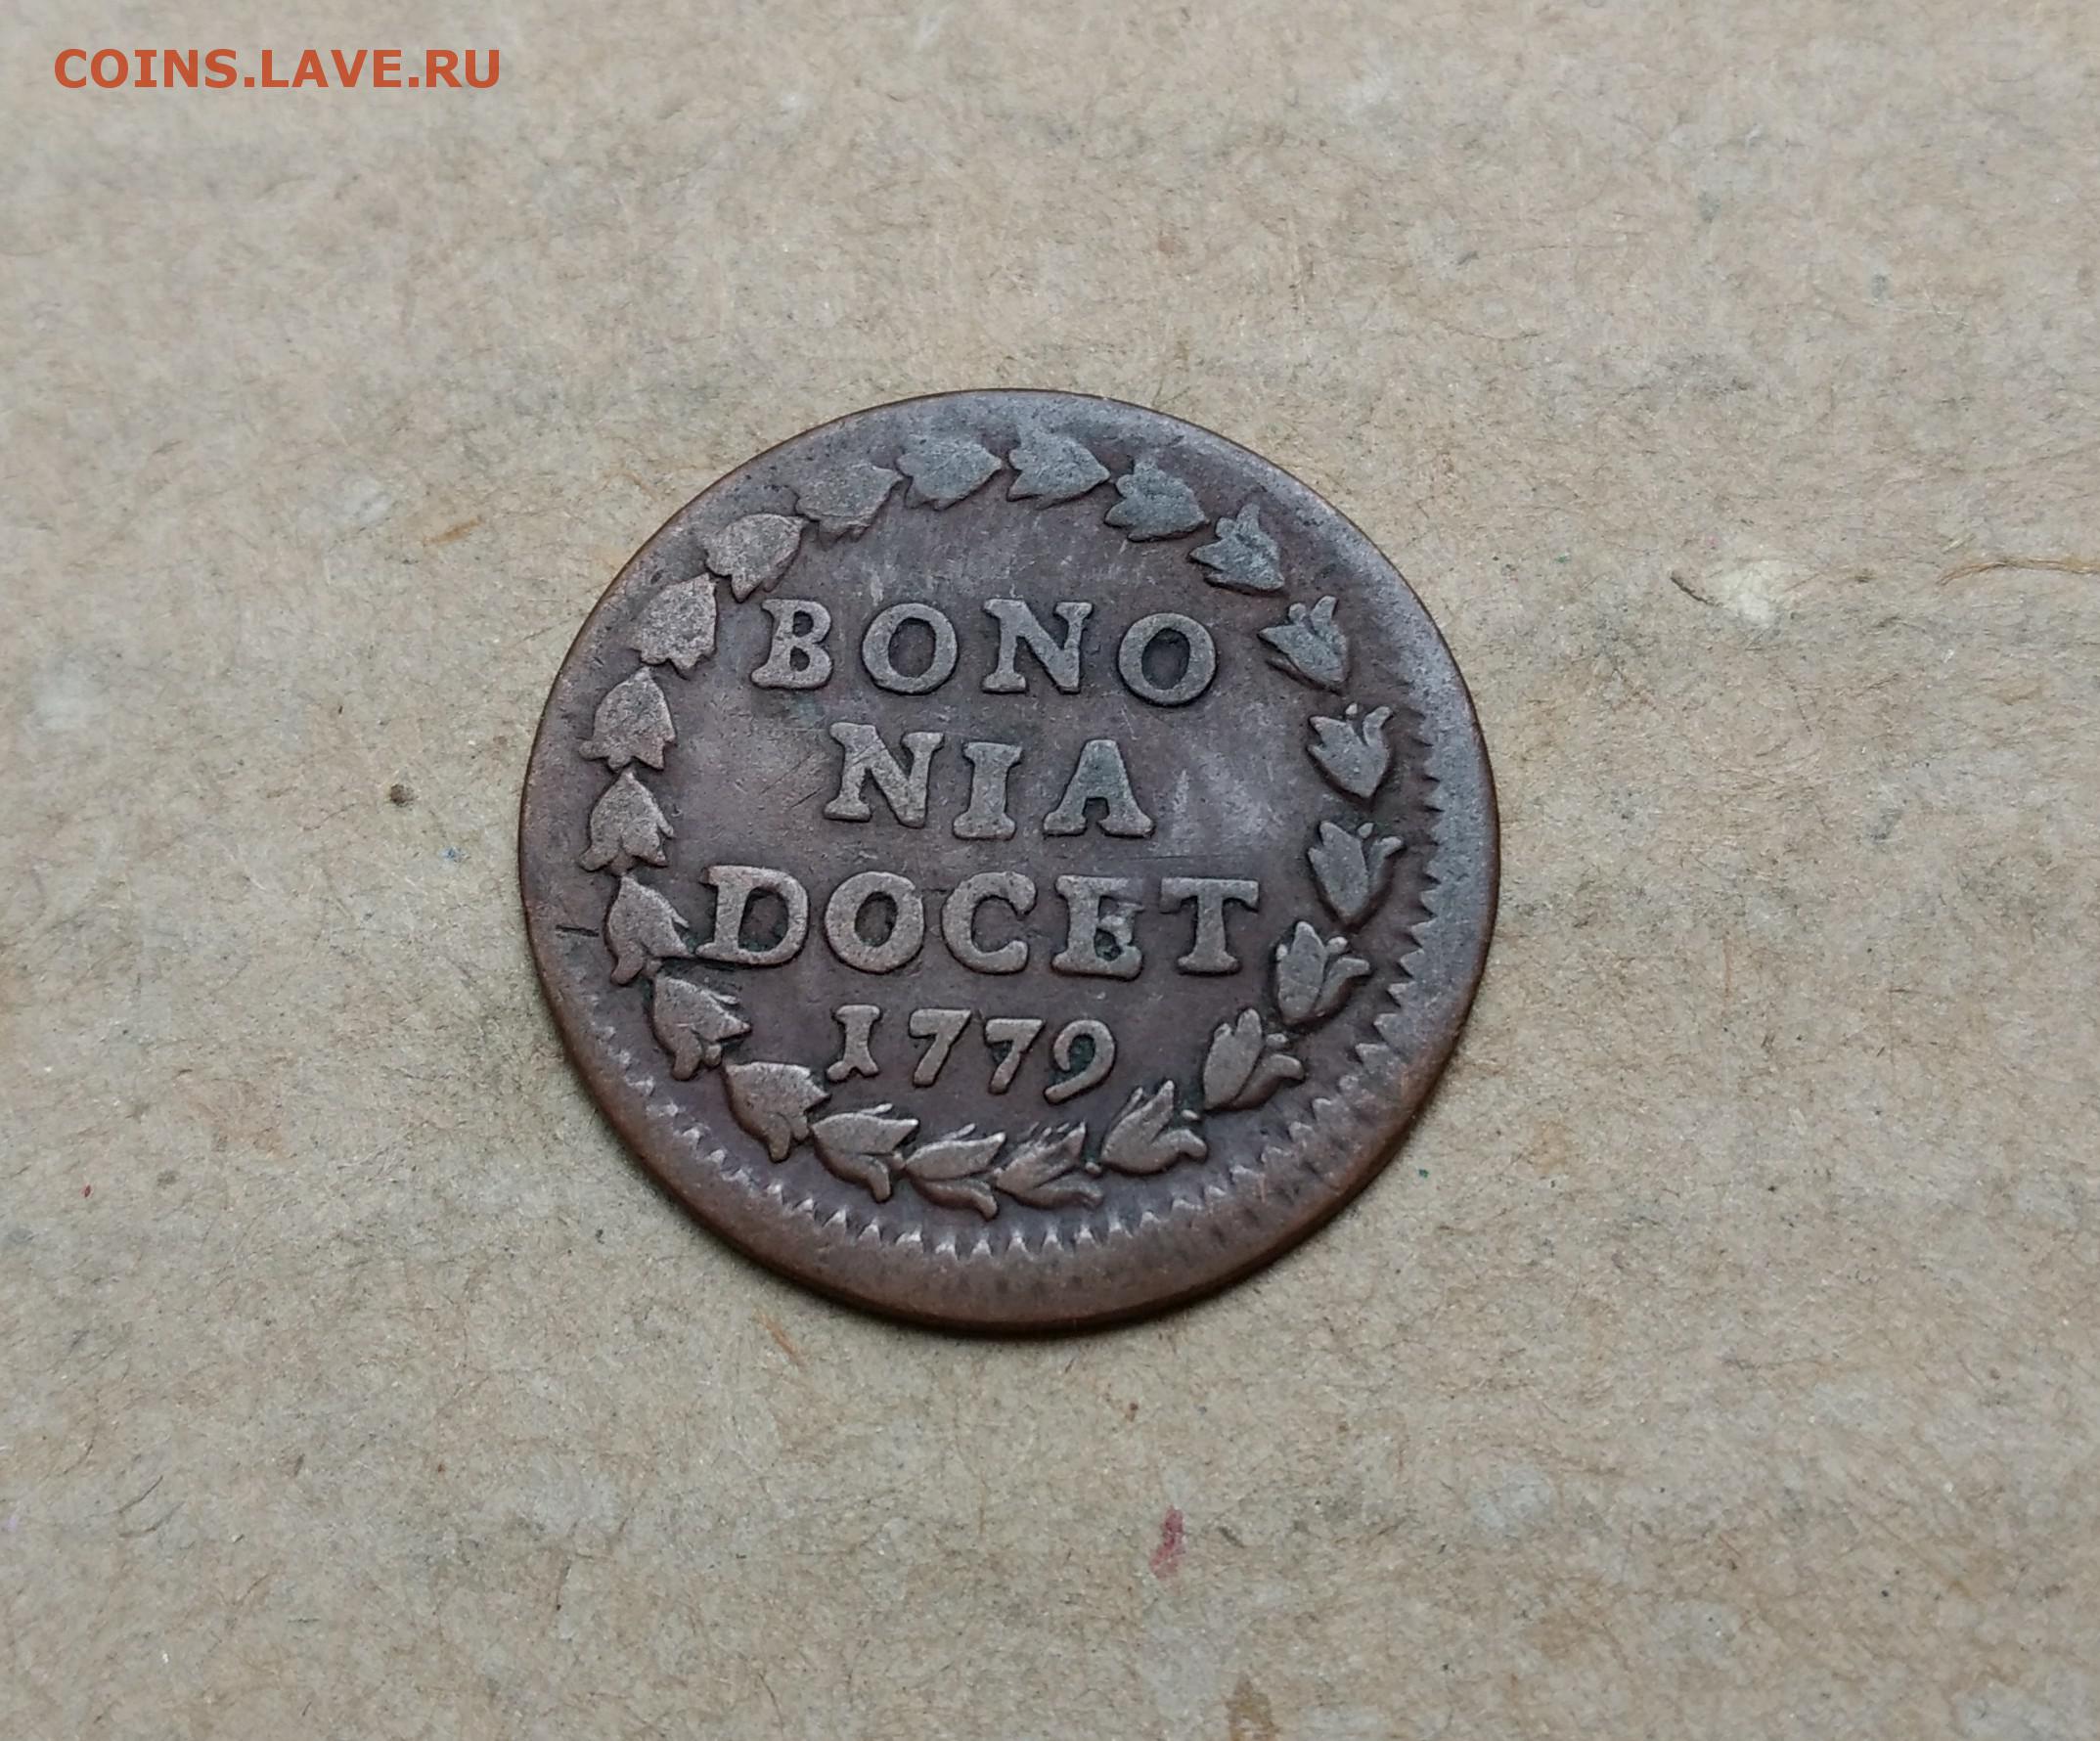 COINS.LAVE.RU
BONO
NIA
DOCET
1779